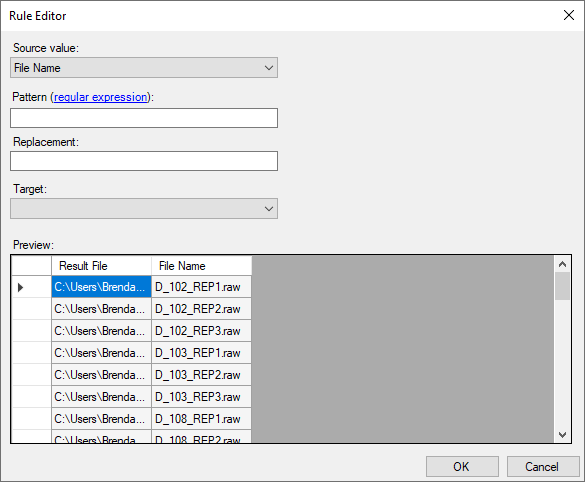 Rule Editor
Source value:
File Name
Pattern (regular expression):
Replacement:
Target:
Preview:
Result File File Name
C:\Users\Brenda... D_102_REP1.raw
C:\Users\Brenda... D_102_REP2.raw
C:\Users\Brenda... D_102_REP3.raw
C:\Users\Brenda... D_103_REP1.raw
C:\Users\Brenda... D_103_REP2.raw
C:\Users\Brenda... D_103_REP3.raw
C:\Users\Brenda... D_108_REP1.raw
C:\Users\Brenda... D_108_REP2.raw
OK Cancel